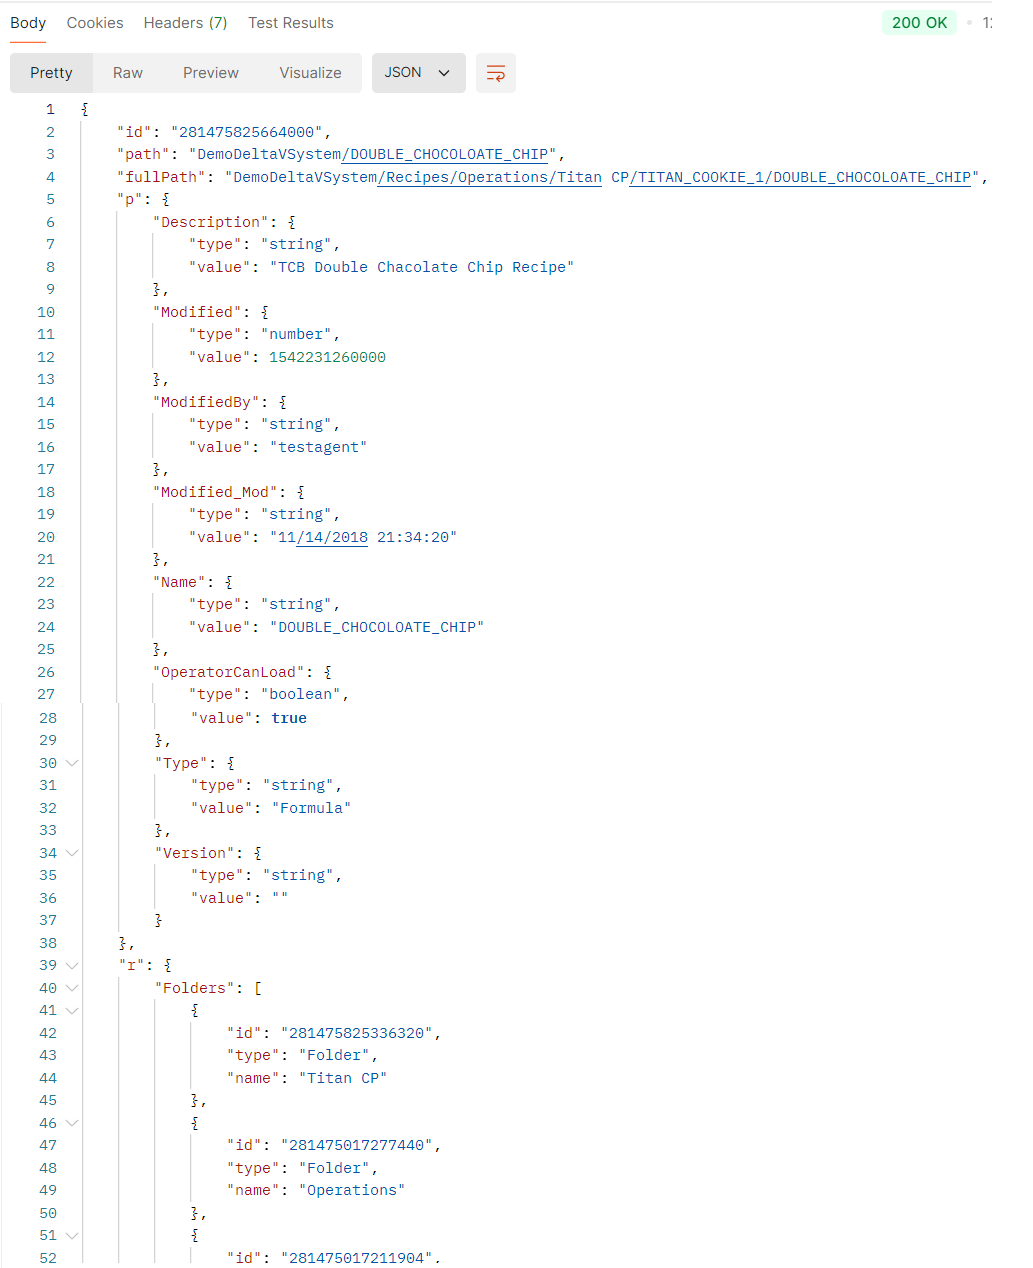 Body Cookies Headers (7) Test Results 200 OK
Pretty Raw Preview Visualize JSON
1 {
2 "id": "281475825664000",
3 "path": "DemoDeltaVSystem/DOUBLE_CHOCOLOATE_CHIP",
4 "fullPath": "DemoDeltaVSystem/Recipes/Operations/Titan CP/TITAN_COOKIE_1/DOUBLE_CHOCOLOATE_CHIP",
5 "p": {
6 "Description": {
7 "type": "string",
8 "value": "TCB Double Chacolate Chip Recipe"
9 },
10 "Modified": {
11 "type": "number",
12 "value": 1542231260000
13 },
14 "ModifiedBy": {
15 "type": "string",
16 "value": "testagent"
17 },
18 "Modified_Mod": {
19 "type": "string",
20 "value": "11/14/2018 21:34:20"
21 },
22 "Name": {
23 "type": "string",
24 "value": "DOUBLE_CHOCOLOATE_CHIP"
25 },
26 "OperatorCanLoad": {
27 "type": "boolean",
28 "value": true
29 },
30 "Type": {
31 "type": "string",
32 "value": "Formula"
33 },
34 "Version": {
35 "type": "string",
36 "value": ""
37 }
38 },
39 "r": {
40 "Folders": [
41 {
42 "id": "281475825336320",
43 "type": "Folder",
44 "name": "Titan CP"
45 },
46 {
47 "id": "281475017277440",
48 "type": "Folder",
49 "name": "Operations"
50 },
51 {
52 "id": "281475017211904",